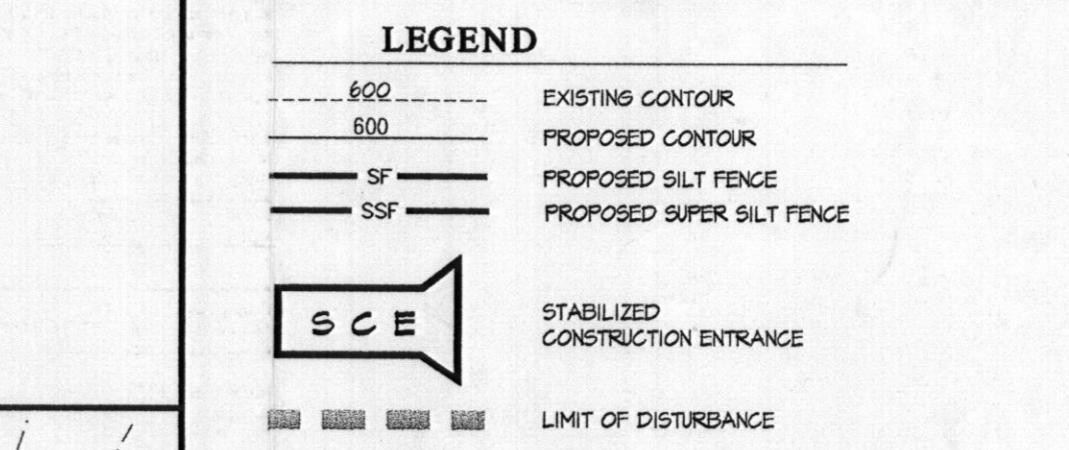 LEGEND
600 EXISTING CONTOUR
600 PROPOSED CONTOUR
SF PROPOSED SILT FENCE
SSF PROPOSED SUPER SILT FENCE
STABILIZED
S C E CONSTRUCTION ENTRANCE
LIMIT OF DISTURBANCE